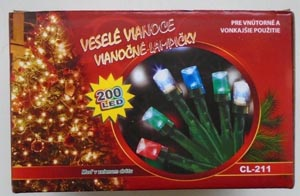 VESELÉ VIANOCE
VIANOČNÉ LAMPIČKY
PRE VNÚTORNÉ A
VONKAJŠIE POUŽITIE
200
LED
CL-211